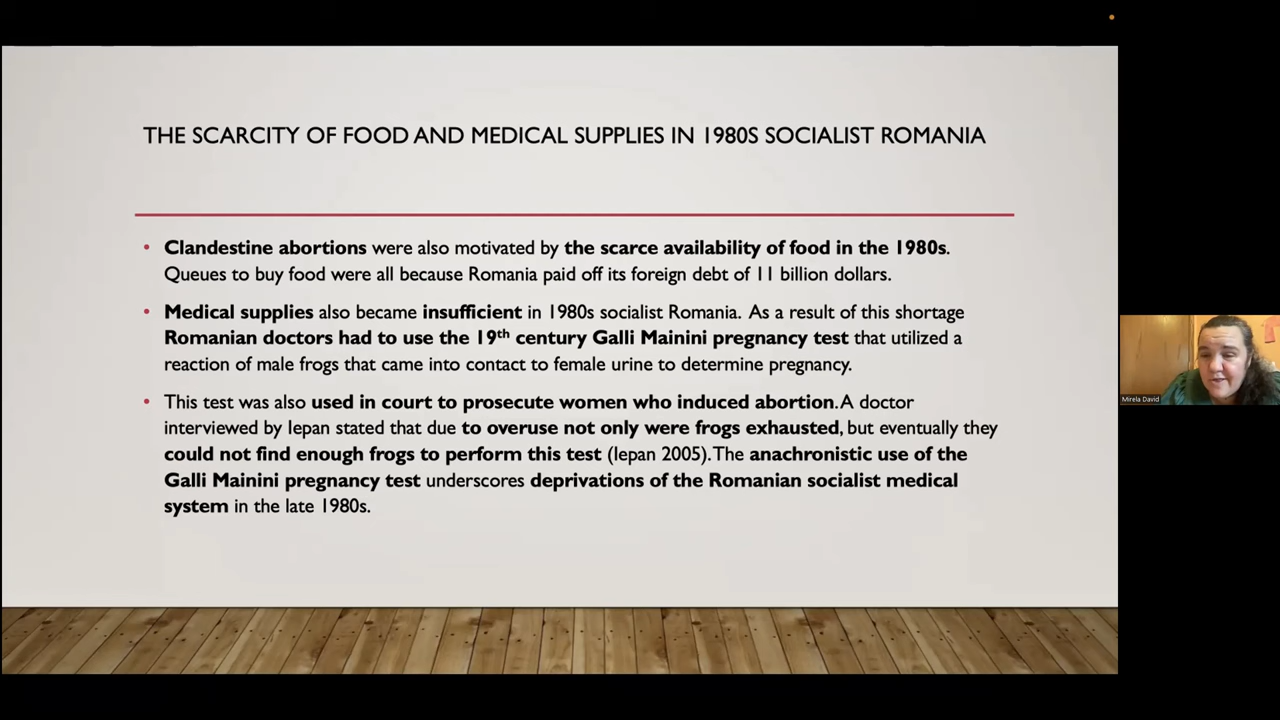 THE SCARCITY OF FOOD AND MEDICAL SUPPLIES IN 1980S SOCIALIST ROMANIA
• Clandestine abortions were also motivated by the scarce availability of food in the 1980s.
Queues to buy food were all because Romania paid off its foreign debt of 11 billion dollars.
• Medical supplies also became insufficient in 1980s socialist Romania. As a result of this shortage
Romanian doctors had to use the 19th century Galli Mainini pregnancy test that utilized a
reaction of male frogs that came into contact to female urine to determine pregnancy.
• This test was also used in court to prosecute women who induced abortion. A doctor
interviewed by Iepan stated that due to overuse not only were frogs exhausted, but eventually they
could not find enough frogs to perform this test (Iepan 2005). The anachronistic use of the
Galli Mainini pregnancy test underscores deprivations of the Romanian socialist medical
system in the late 1980s.
Mirela David